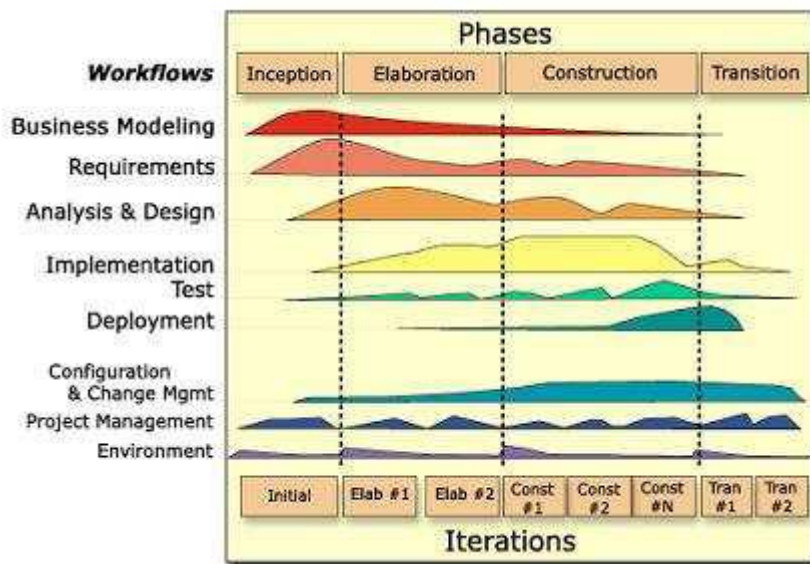 Phases
Workflows
Inception
Elaboration
Construction
Transition
Business Modeling
Requirements
Analysis & Design
Implementation
Test
Deployment
Configuration
& Change Mgmt
Project Management
Environment
Initial
Elab #1
Elab #2
Const
#1
Const
#2
Const
#N
Tran
#1
Tran
#2
Iterations